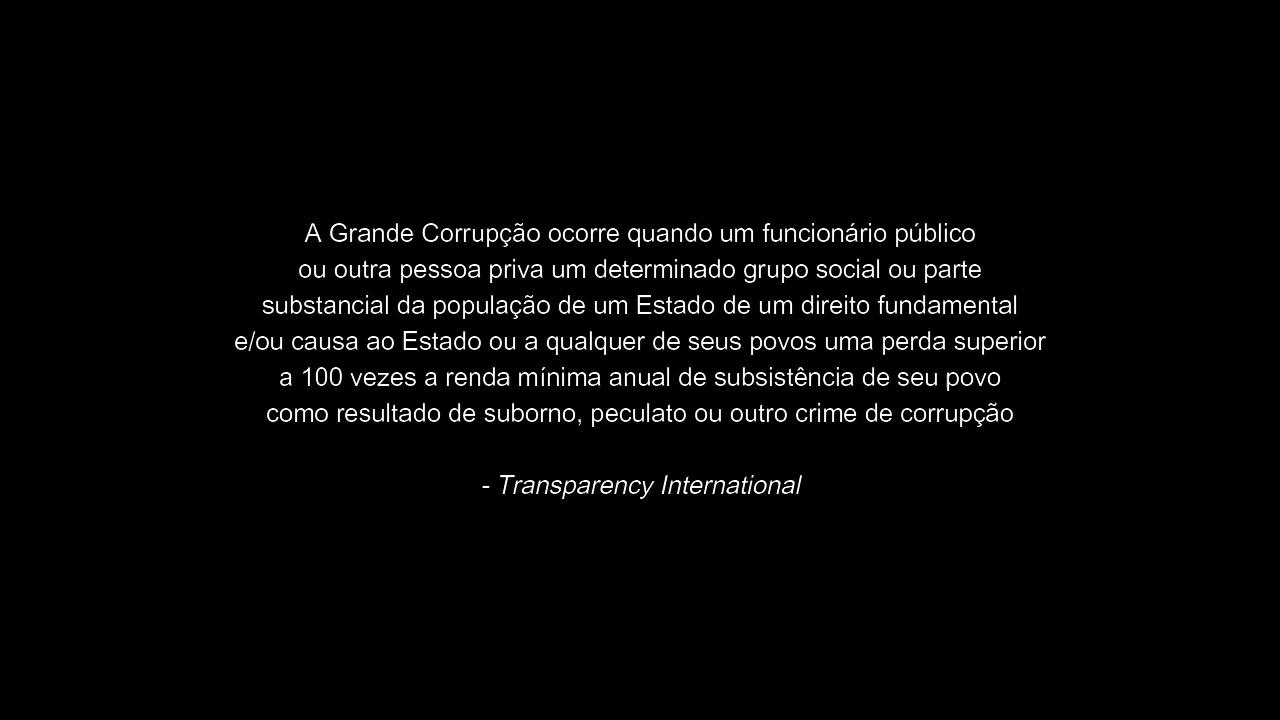 A Grande Corrupção ocorre quando um funcionário público
ou outra pessoa priva um determinado grupo social ou parte
substancial da população de um Estado de um direito fundamental
e/ou causa ao Estado ou a qualquer de seus povos uma perda superior
a 100 vezes a renda mínima anual de subsistência de seu povo
como resultado de suborno, peculato ou outro crime de corrupção
- Transparency International